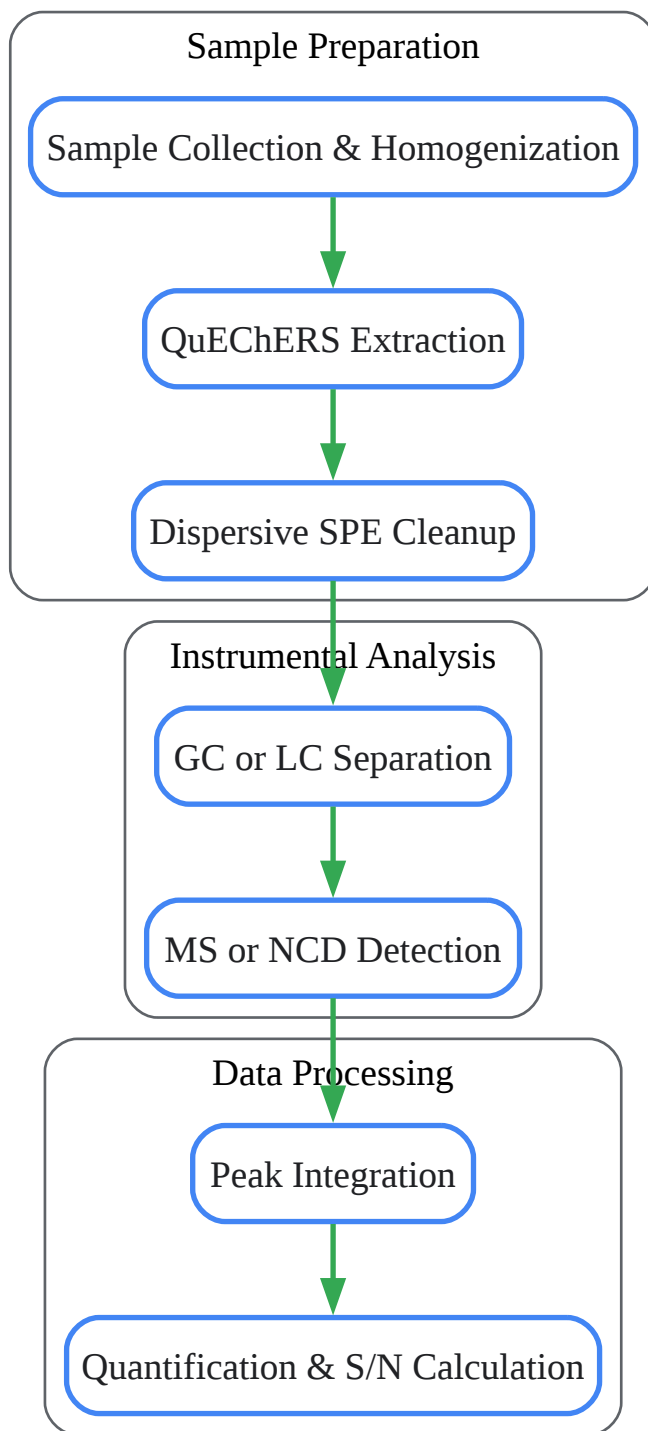 Sample Preparation
Sample Collection & Homogenization
QuEChERS Extraction
Dispersive SPE Cleanup
Instrumental Analysis
GC or LC Separation
MS or NCD Detection
Data Processing
Peak Integration
Quantification & S/N Calculation